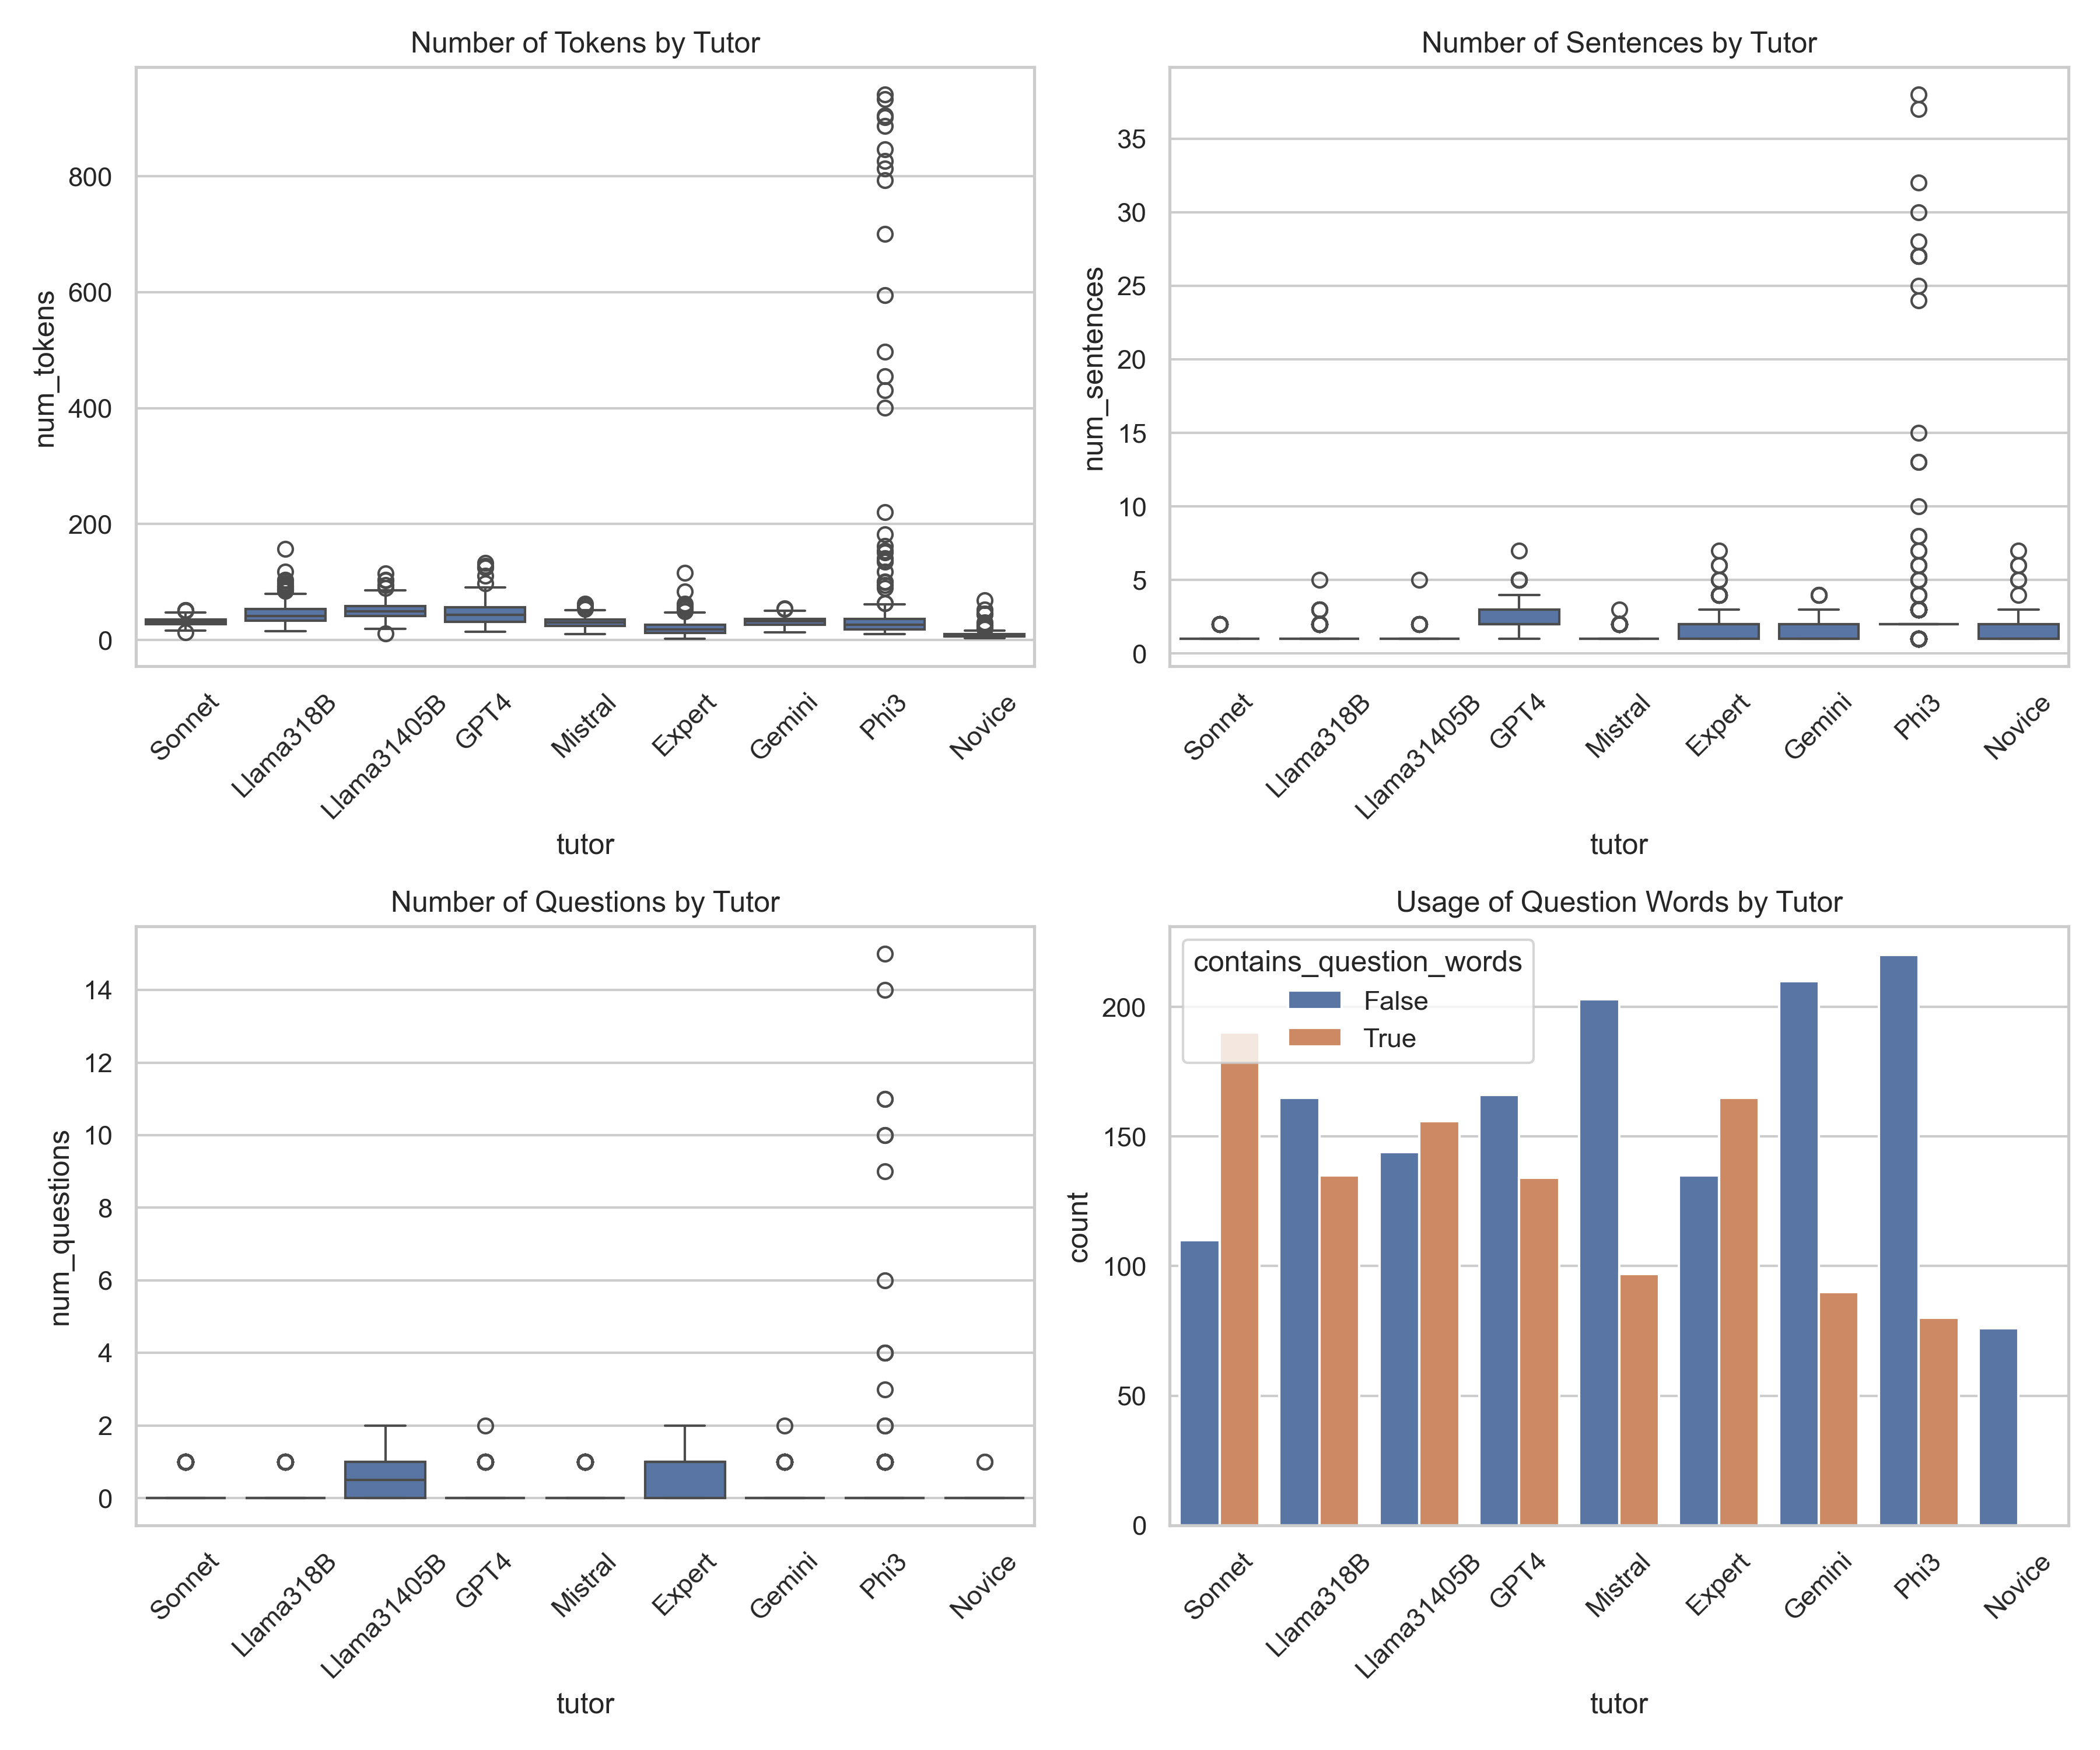 Number of Tokens by Tutor
num_tokens
800
600
400
200
0
Sonnet
Llama318B
Llama31405B
GPT4
Mistral
Expert
Gemini
Phi3
Novice
tutor
Number of Sentences by Tutor
num_sentences
35
30
25
20
15
10
5
0
Sonnet
Llama318B
Llama31405B
GPT4
Mistral
Expert
Gemini
Phi3
Novice
tutor
Number of Questions by Tutor
num_questions
14
12
10
8
6
4
2
0
Sonnet
Llama318B
Llama31405B
GPT4
Mistral
Expert
Gemini
Phi3
Novice
tutor
Usage of Question Words by Tutor
contains_question_words
False
True
count
200
150
100
50
0
Sonnet
Llama318B
Llama31405B
GPT4
Mistral
Expert
Gemini
Phi3
Novice
tutor